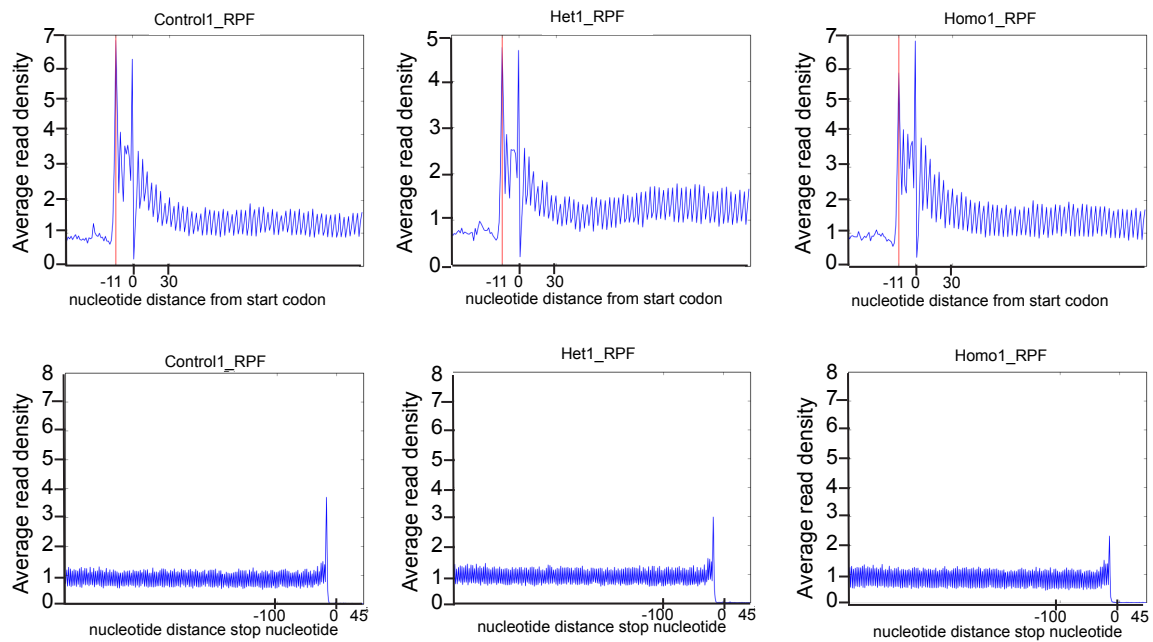 Control1_RPF
Average read density
7
6
5
4
3
2
1
0
-11 0 30
nucleotide distance from start codon
Het1_RPF
Average read density
5
4
3
2
1
0
-11 0 30
nucleotide distance from start codon
Homo1_RPF
Average read density
7
6
5
4
3
2
1
0
-11 0 30
nucleotide distance from start codon
Control1_RPF
Average read density
8
7
6
5
4
3
2
1
0
-100 0 45
nucleotide distance stop nucleotide
Het1_RPF
Average read density
8
7
6
5
4
3
2
1
0
-100 0 45
nucleotide distance stop nucleotide
Homo1_RPF
Average read density
8
7
6
5
4
3
2
1
0
-100 0 45
nucleotide distance stop nucleotide